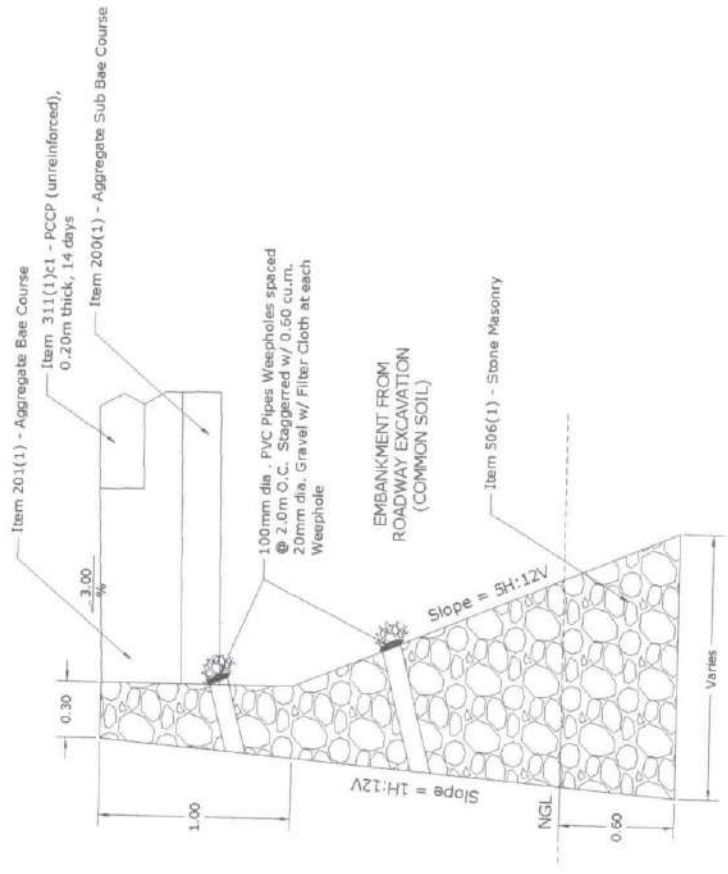 Item 201(1) - Aggregate Bae Course
Item 311(1)c1 - PCCP (unreinforced),
0.20m thick, 14 days
Item 200(1) - Aggregate Sub Bae Course
3.00
%
0.30
1.00
100mm dia . PVC Pipes Weepholes spaced
@ 2.0m O.C. Staggerred w/ 0.60 cu.m.
20mm dia. Gravel w/ Filter Cloth at each
Weephole
EMBANKMENT FROM
ROADWAY EXCAVATION
(COMMON SOIL)
Slope = 5H:12V
Slope = 1H:12V
Item 506(1) - Stone Masonry
NGL
0.60
Varies